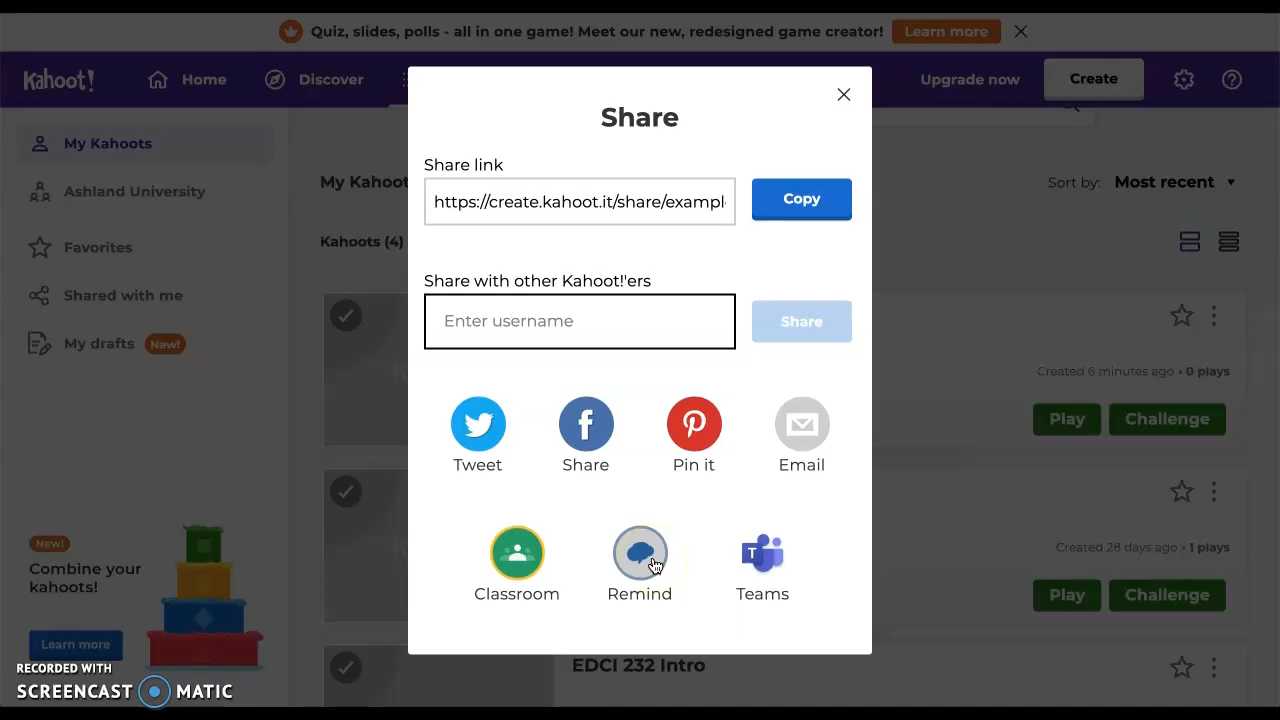 Quiz, slides, polls - all in one game! Meet our new, redesigned game creator! Learn more
Kahoot! Home Discover Upgrade now Create
Share
My Kahoots
Share link
Ashland University
My Kahoo
Sort by: Most recent
https://create.kahoot.it/share/exampl
Copy
Kahoots (4)
Favorites
Share with other Kahoot!'ers
Shared with me
Enter username
Share
My drafts New!
Created 6 minutes ago • 0 plays
Play Challenge
Tweet Share Pin it Email
New!
Combine your
kahoots!
Created 28 days ago • 1 plays
T
Classroom Remind Teams
Play Challenge
Learn more
EDCI 232 Intro
RECORDED WITH
SCREENCAST MATIC